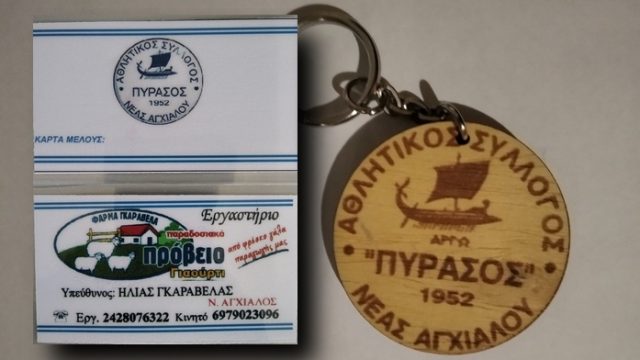 ΑΘΛΗΤΙΚΟΣ ΣΥΛΛΟΓΟΣ
ΠΥΡΑΣΟΣ
1952
ΝΕΑΣ ΑΓΧΙΑΛΟΥ
ΚΑΡΤΑ ΜΕΛΟΥΣ:
ΦΑΡΜΑ ΓΚΑΡΑΒΕΛΑ
Εργαστήριο
παραδοσιακό
πρόβειο
Γιαούρτι
από φρέσκο γάλα
παραγωγής μας
Υπεύθυνος: ΗΛΙΑΣ ΓΚΑΡΑΒΕΛΑΣ
Ν. ΑΓΧΙΑΛΟΣ
Εργ. 2428076322 Κινητό 6979023096
ΑΘΛΗΤΙΚΟΣ ΣΥΛΛΟΓΟΣ
ΑΡΓΩ
"ΠΥΡΑΣΟΣ"
1952
ΝΕΑΣ ΑΓΧΙΑΛΟΥ